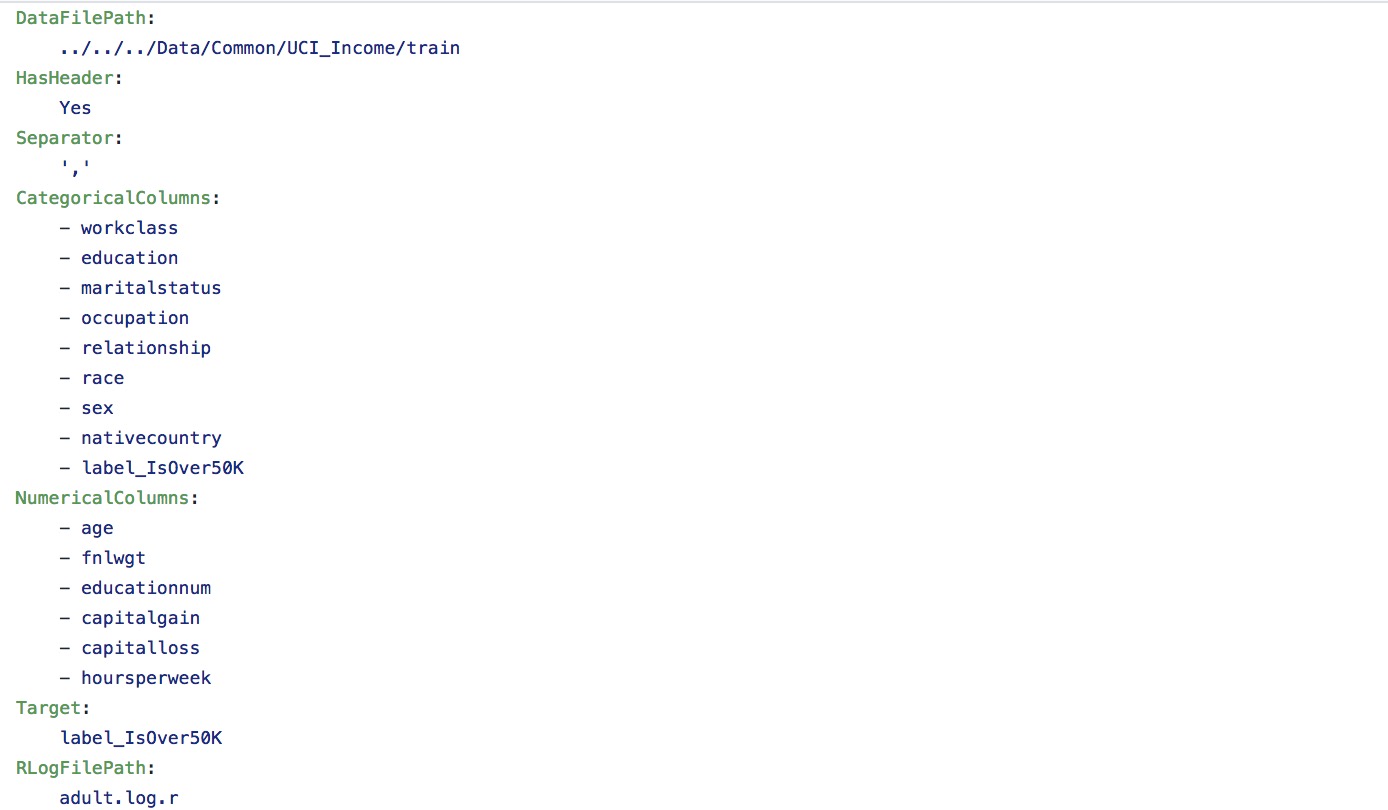 DataFilePath:
../../../Data/Common/UCI_Income/train
HasHeader:
Yes
Separator:
','
CategoricalColumns:
- workclass
- education
- maritalstatus
- occupation
- relationship
- race
- sex
- nativecountry
- label_IsOver50K
NumericalColumns:
- age
- fnlwgt
- educationnum
- capitalgain
- capitalloss
- hoursperweek
Target:
label_IsOver50K
RLogFilePath:
adult.log.r